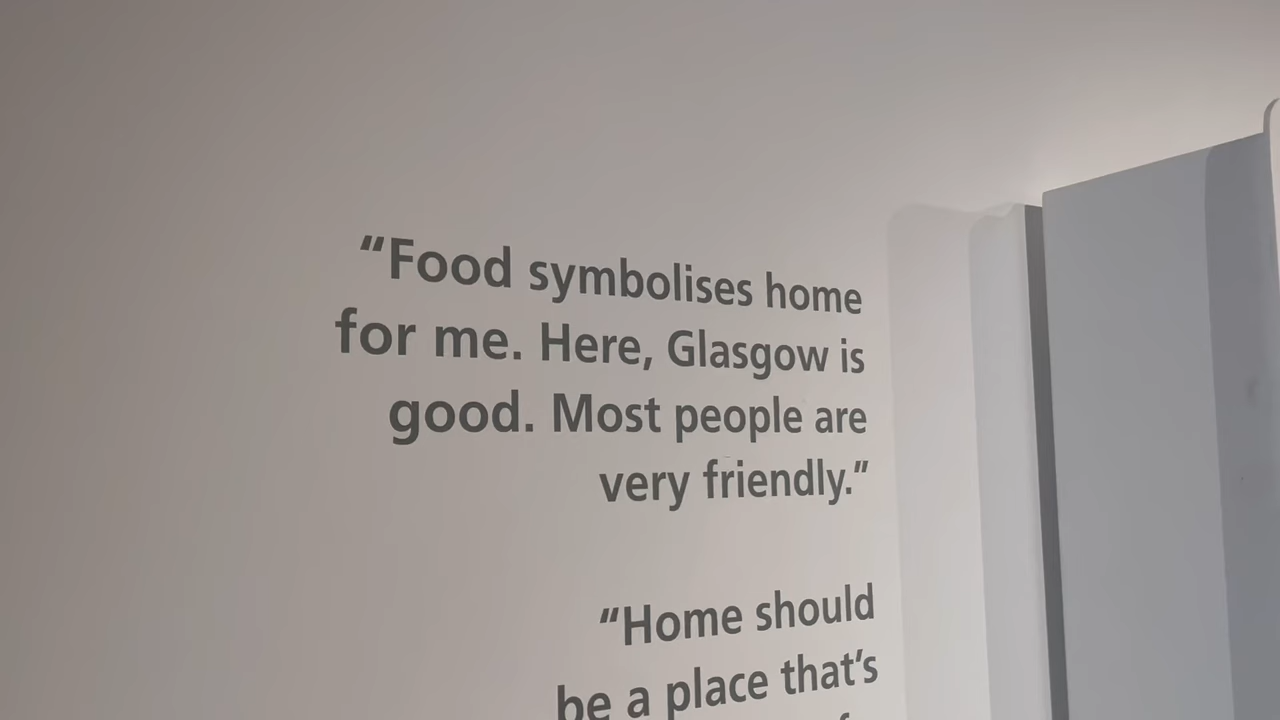 “Food symbolises home
for me. Here, Glasgow is
good. Most people are
very friendly.”
“Home should
be a place that’s